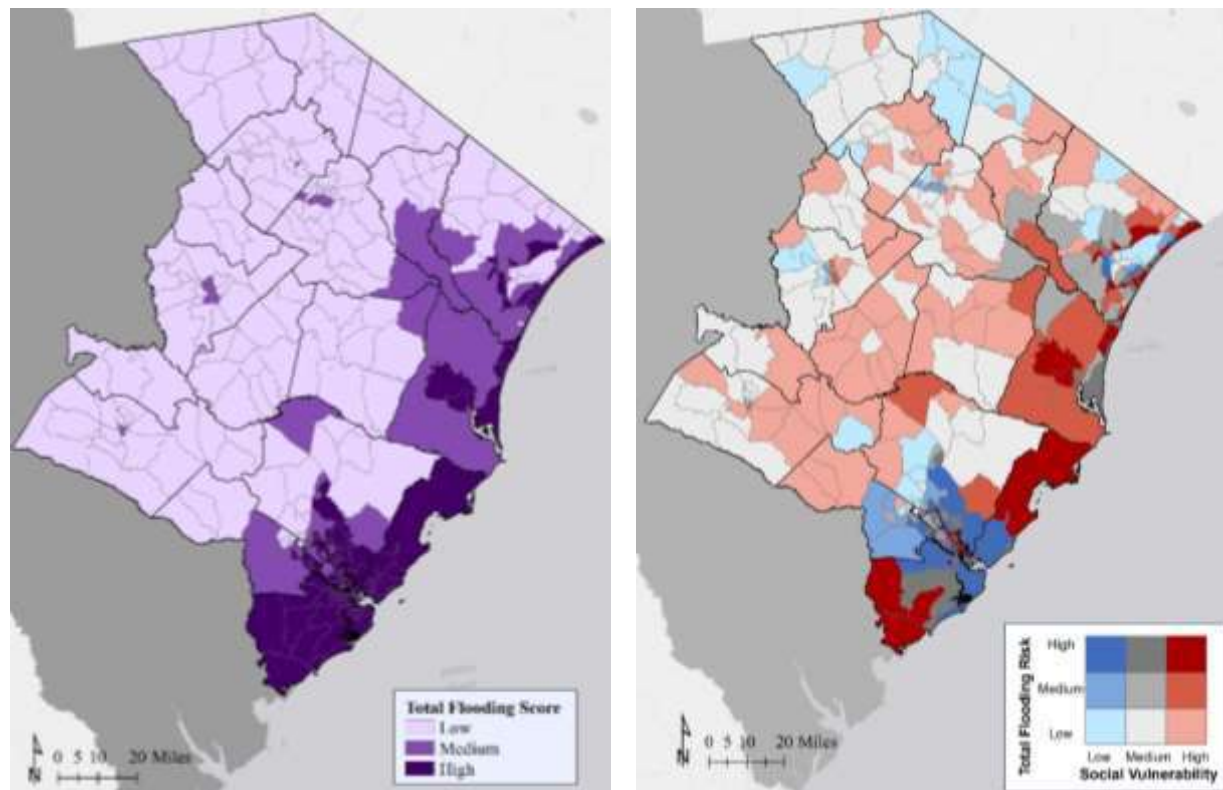 Total Flooding Score
Low
Medium
High
N
0 5 10 20 Miles
N
0 5 10 20 Miles
Total Flooding Risk
High
Medium
Low
Low Medium High
Social Vulnerability